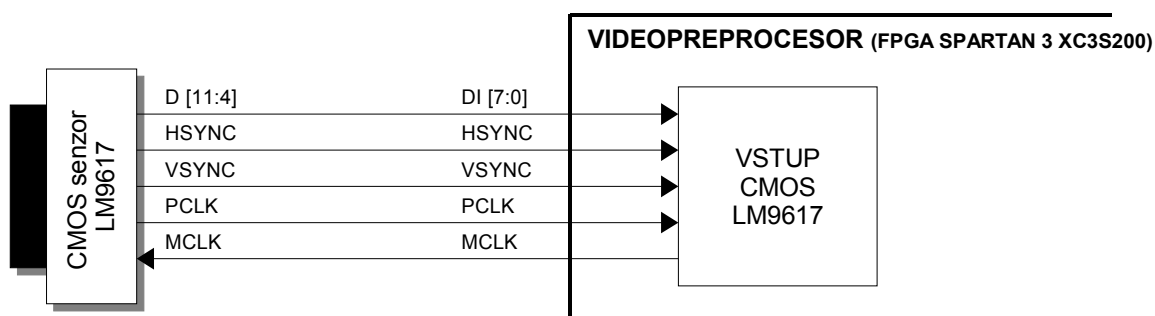 VIDEOPREPROCESOR (FPGA SPARTAN 3 XC3S200)
CMOS senzor
LM9617
D [11:4] DI [7:0]
HSYNC HSYNC
VSYNC VSYNC
PCLK PCLK
MCLK MCLK
VSTUP
CMOS
LM9617